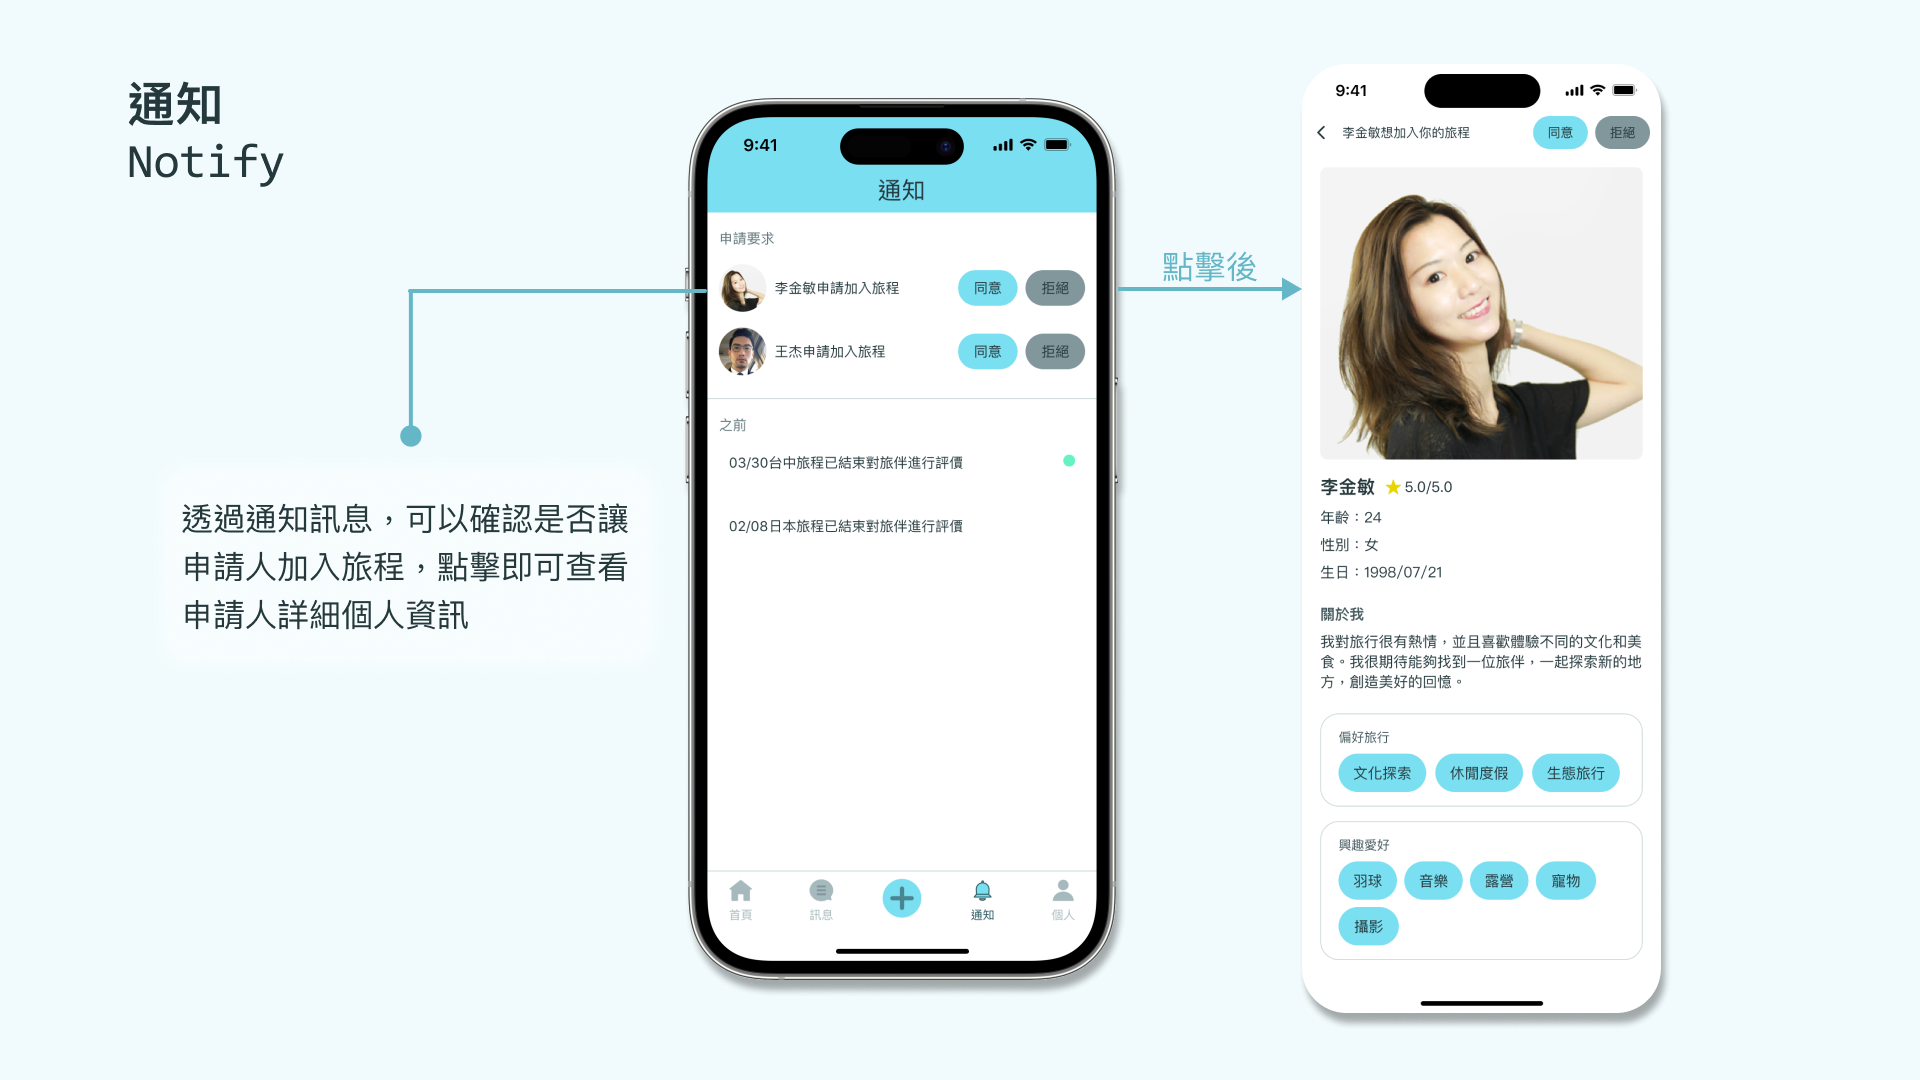 通知
Notify
透過通知訊息，可以確認是否讓
申請人加入旅程，點擊即可查看
申請人詳細個人資訊
9:41
通知
申請要求
李金敏申請加入旅程 同意 拒絕
王杰申請加入旅程 同意 拒絕
之前
03/30台中旅程已結束對旅伴進行評價
02/08日本旅程已結束對旅伴進行評價
首頁 訊息 通知 個人
點擊後
9:41
李金敏想加入你的旅程 同意 拒絕
李金敏 5.0/5.0
年齡：24
性別：女
生日：1998/07/21
關於我
我對旅行很有熱情，並且喜歡體驗不同的文化和美
食。我很期待能夠找到一位旅伴，一起探索新的地
方，創造美好的回憶。
偏好旅行
文化探索 休閒度假 生態旅行
興趣愛好
羽球 音樂 露營 寵物
攝影